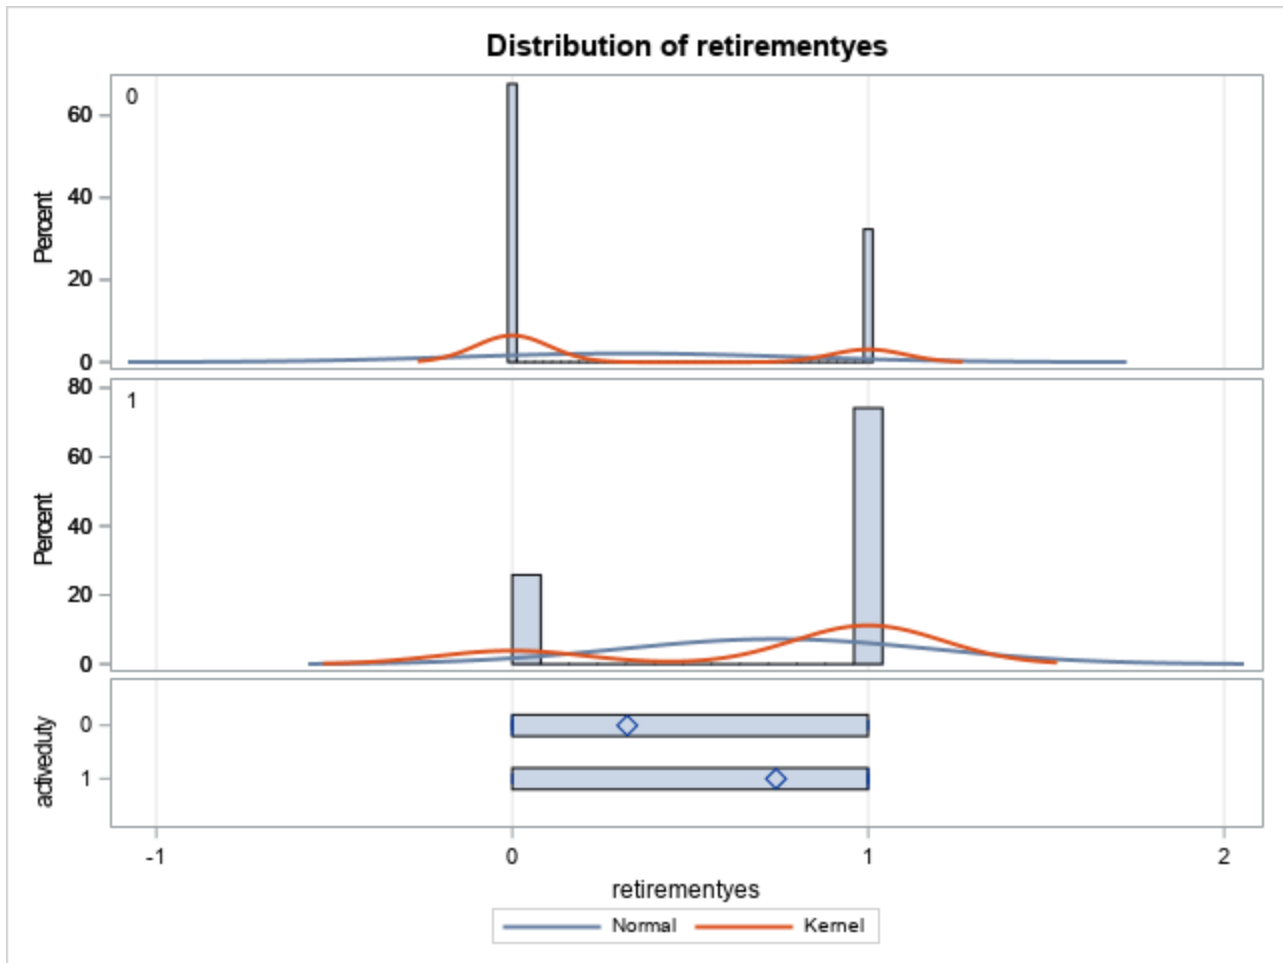 Distribution of retirementyes
0
60
40
20
0
Percent
1
80
60
40
20
0
Percent
0
1
activeduty
-1 0 1 2
retirementyes
Normal Kernel